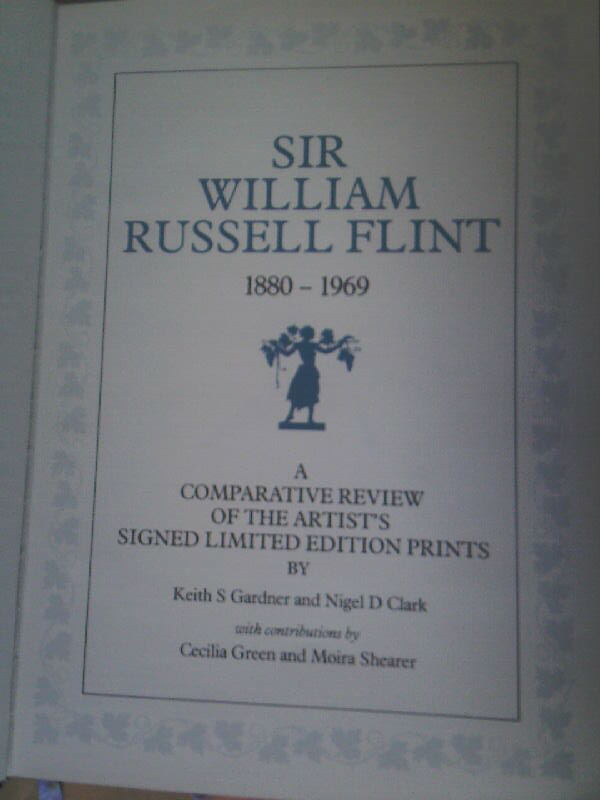 SIR
WILLIAM
RUSSELL FLINT
1880 – 1969
A
COMPARATIVE REVIEW
OF THE ARTIST'S
SIGNED LIMITED EDITION PRINTS
BY
Keith S Gardner and Nigel D Clark
with contributions by
Cecilia Green and Moira Shearer